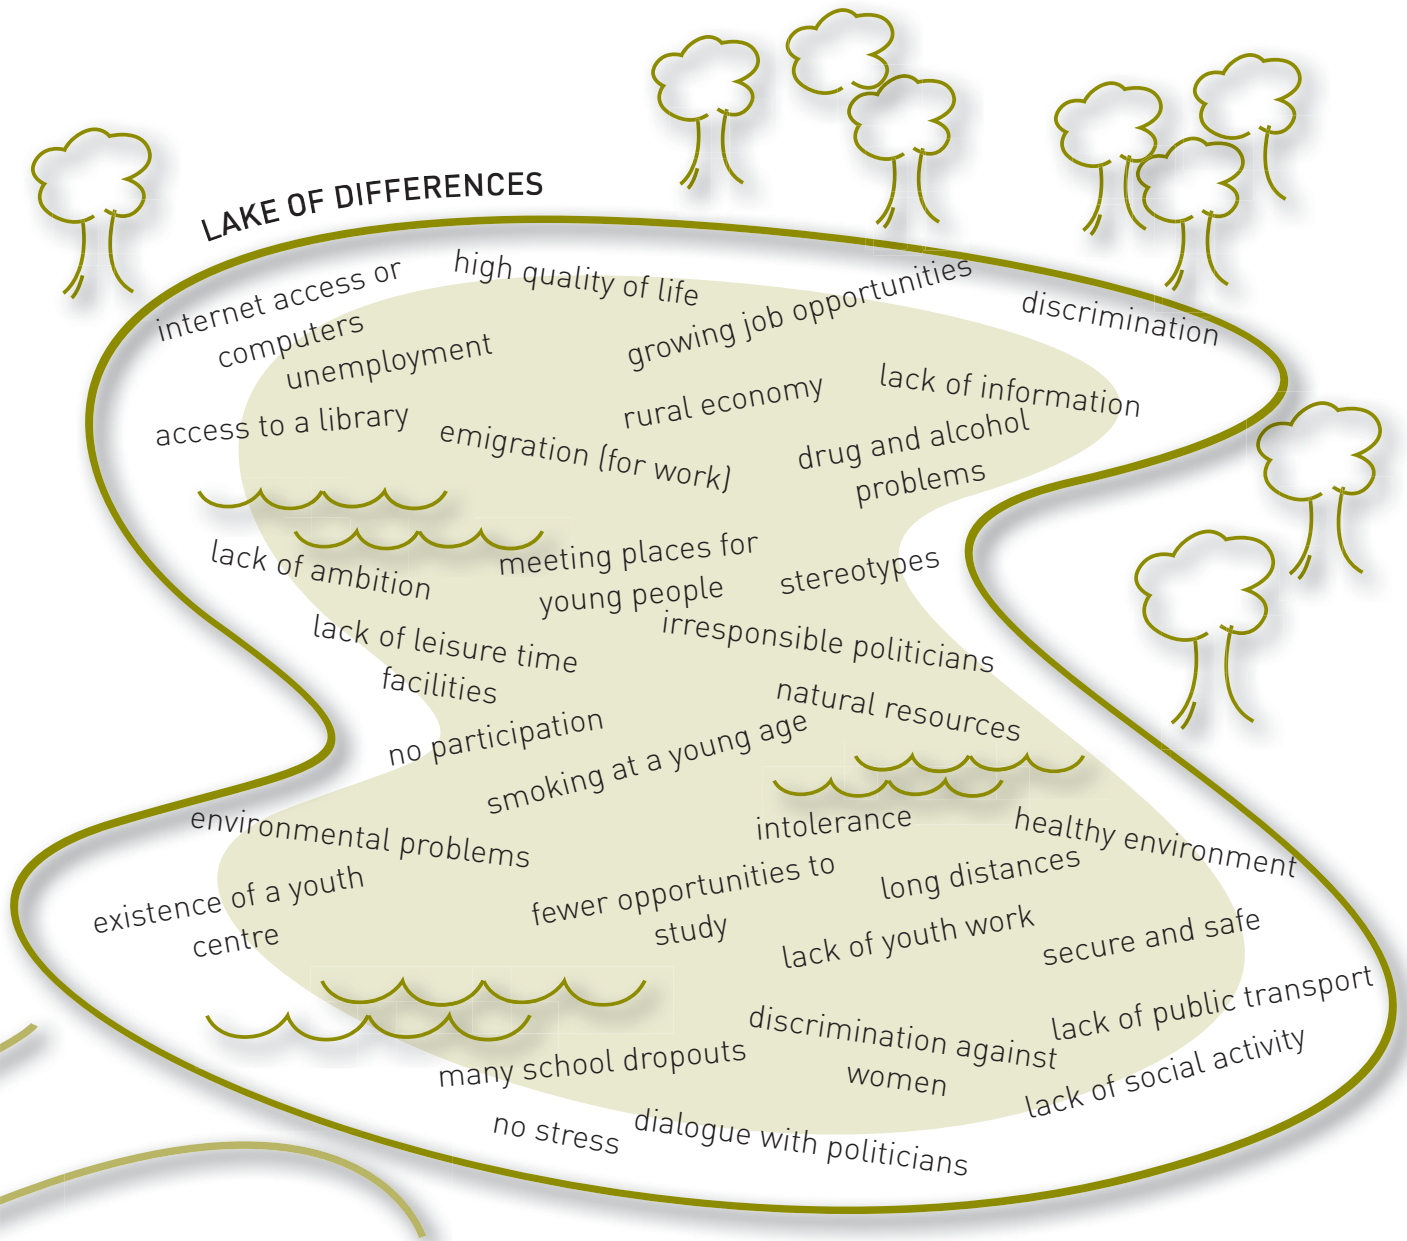 LAKE OF DIFFERENCES
internet access or
computers
high quality of life
growing job opportunities
discrimination
unemployment
access to a library
emigration (for work)
rural economy
lack of information
drug and alcohol
problems
lack of ambition
meeting places for
young people
stereotypes
lack of leisure time
facilities
irresponsible politicians
natural resources
no participation
smoking at a young age
environmental problems
intolerance
healthy environment
existence of a youth
centre
fewer opportunities to
study
long distances
lack of youth work
secure and safe
lack of public transport
discrimination against
women
lack of social activity
many school dropouts
no stress
dialogue with politicians